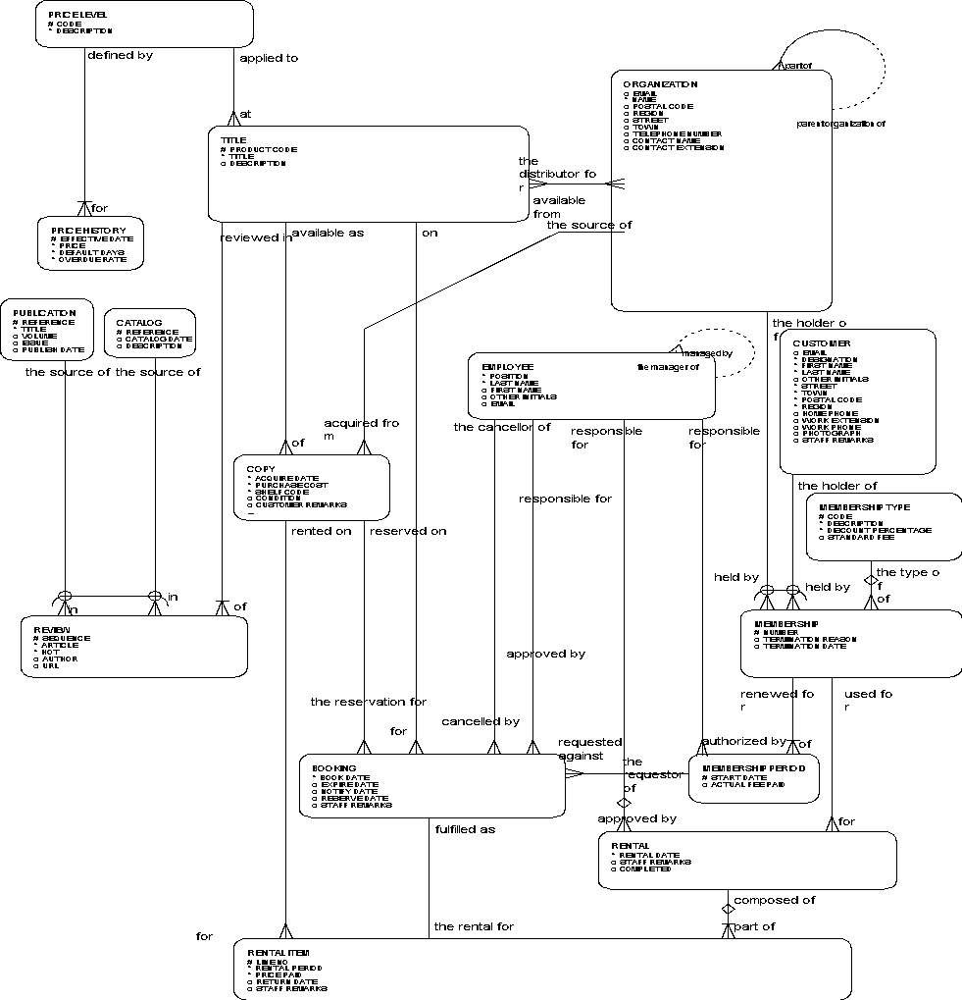 PRICE LEVEL
# CODE
* DESCRIPTION
defined by
applied to
at
for
PRICE HISTORY
# EFFECTIVE DATE
* PRICE
* DEFAULT DAYS
* OVERDUE RATE
TITLE
# PRODUCT CODE
* TITLE
o DESCRIPTION
the
distributor fo
r
available
from
the source of
part of
parent organization of
ORGANIZATION
o EMAIL
* NAME
o POSTAL CODE
o REGION
o STREET
o TOWN
o TELEPHONE NUMBER
o CONTACT NAME
o CONTACT EXTENSION
reviewed in
available as
on
PUBLICATION
# REFERENCE
* TITLE
o VOLUME
o ISSUE
o PUBLISH DATE
CATALOG
# REFERENCE
o CATALOG DATE
o DESCRIPTION
the source of
the source of
the holder o
f
CUSTOMER
o EMAIL
* DESIGNATION
* FIRST NAME
* LAST NAME
o OTHER INITIALS
* STREET
* TOWN
* POSTAL CODE
* REGION
o HOME PHONE
o WORK EXTENSION
o WORK PHONE
o PHOTOGRAPH
o STAFF REMARKS
managed by
the manager of
EMPLOYEE
* POSITION
* LAST NAME
o FIRST NAME
o OTHER INITIALS
o EMAIL
the cancellor of
responsible
for
responsible
for
responsible for
acquired fro
m
of
COPY
* ACQUIRE DATE
* PURCHASE COST
* SHELF CODE
o CONDITION
o CUSTOMER REMARKS
...
rented on
reserved on
the holder of
MEMBERSHIP TYPE
# CODE
* DESCRIPTION
* DISCOUNT PERCENTAGE
o STANDARD FEE
the type o
f
of
held by
held by
MEMBERSHIP
# NUMBER
o TERMINATION REASON
o TERMINATION DATE
in
in
of
REVIEW
# SEQUENCE
* ARTICLE
* HOT
o AUTHOR
o URL
approved by
renewed fo
r
used fo
r
the reservation for
for
cancelled by
requested
against
the
requestor
of
authorized by
of
BOOKING
* BOOK DATE
o EXPIRE DATE
o NOTIFY DATE
o RESERVE DATE
o STAFF REMARKS
MEMBERSHIP PERIOD
# START DATE
o ACTUAL FEE PAID
approved by
for
fulfilled as
RENTAL
* RENTAL DATE
o STAFF REMARKS
o COMPLETED
composed of
for
the rental for
part of
RENTAL ITEM
# LINE NO
* RENTAL PERIOD
* PRICE PAID
o RETURN DATE
o STAFF REMARKS